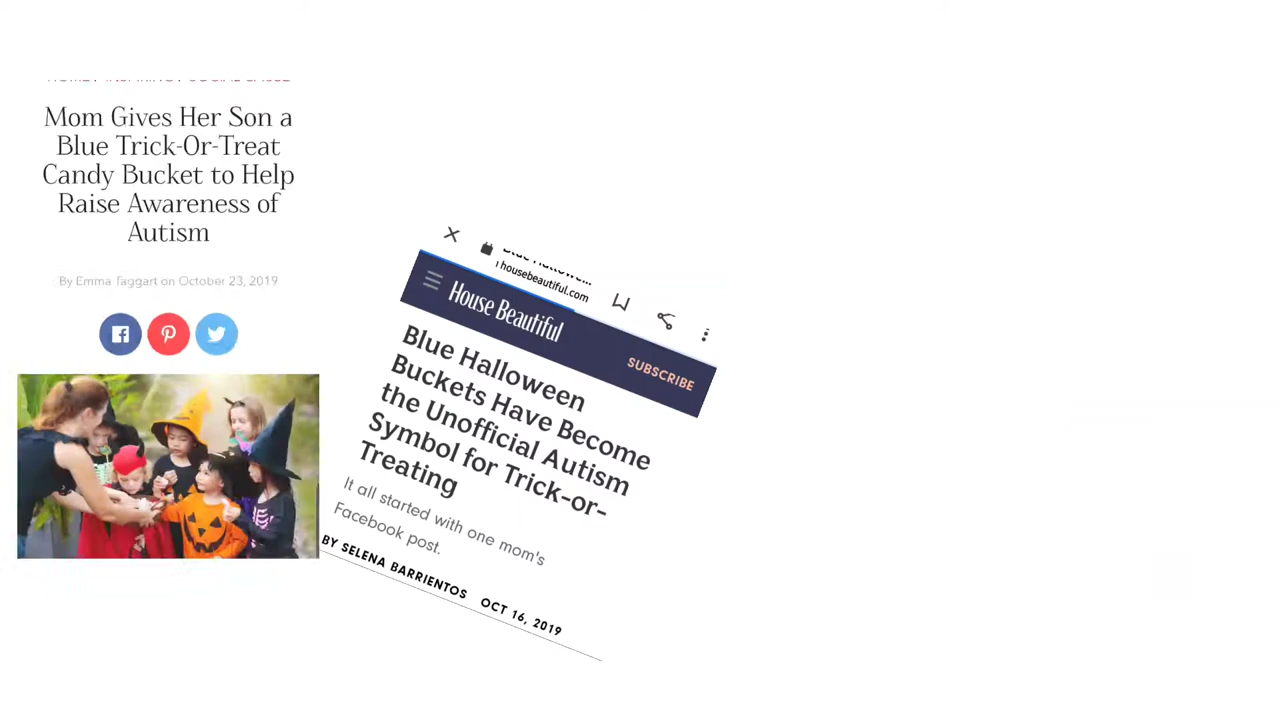 Mom Gives Her Son a
Blue Trick-Or-Treat
Candy Bucket to Help
Raise Awareness of
Autism
By Emma Taggart on October 23, 2019
housebeautiful.com
House Beautiful
SUBSCRIBE
Blue Halloween
Buckets Have Become
the Unofficial Autism
Symbol for Trick-or-
Treating
It all started with one mom's
Facebook post.
BY SELENA BARRIENTOS OCT 16, 2019